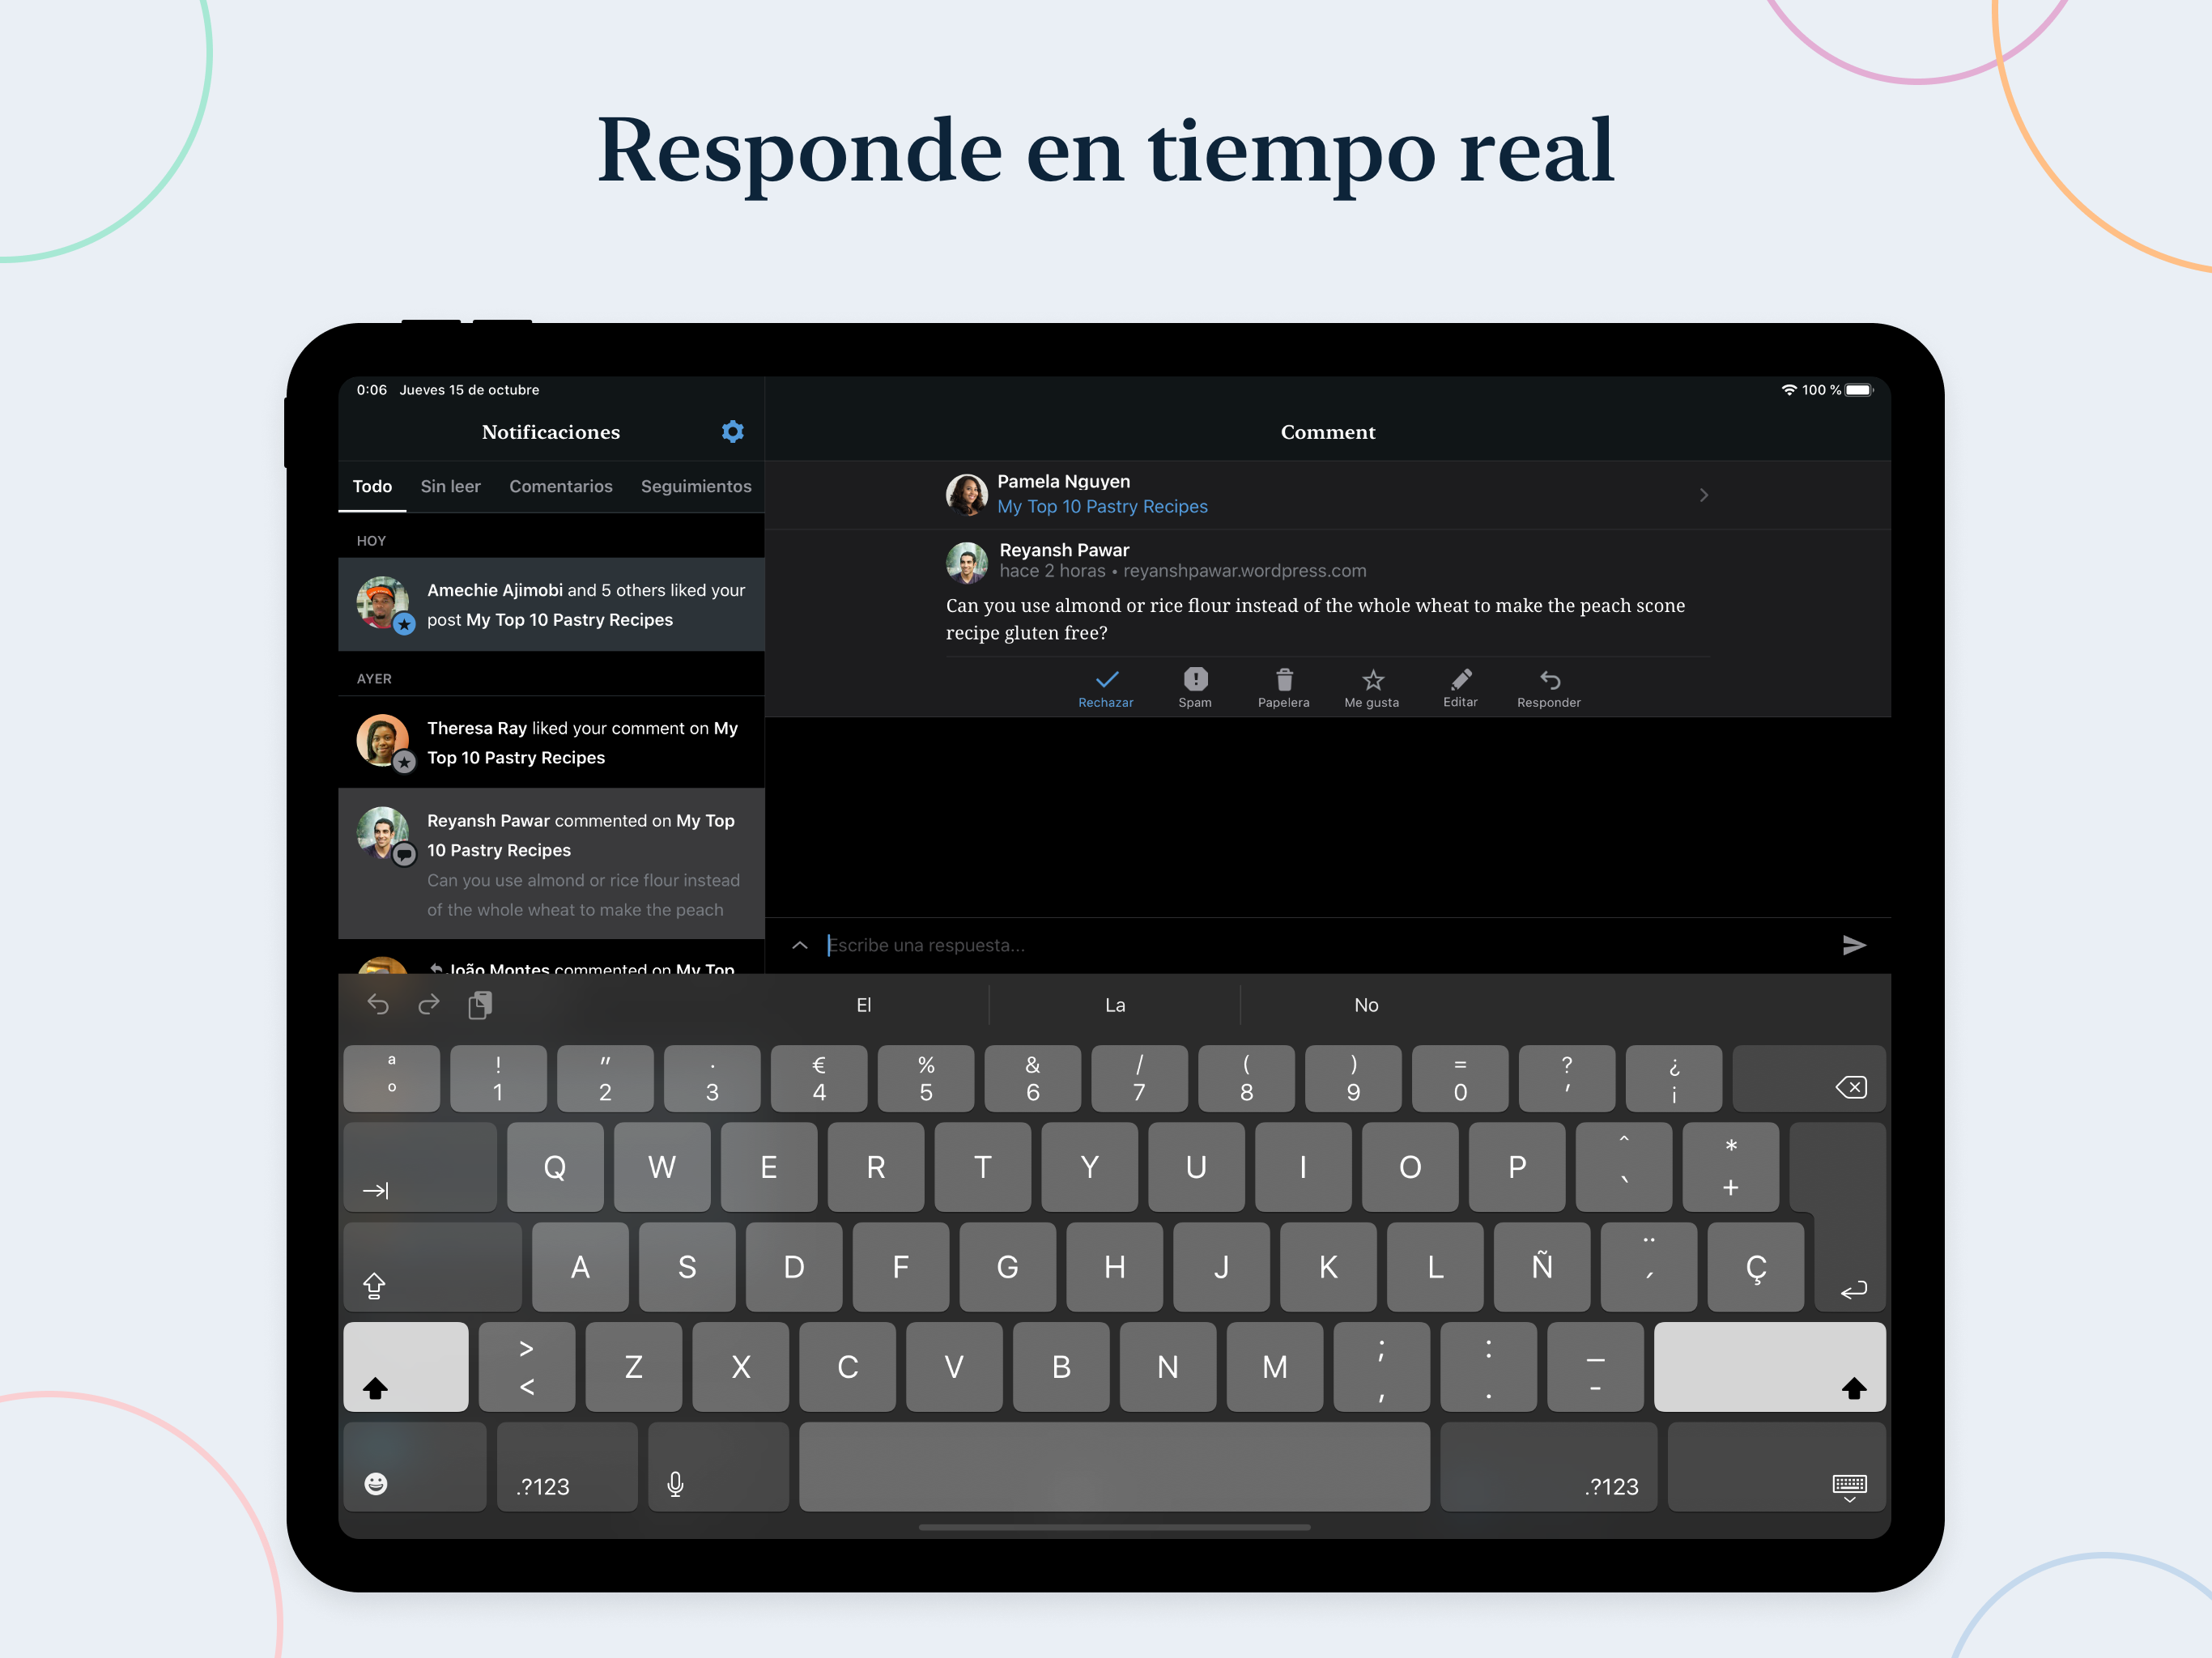 Responde en tiempo real
0:06 Jueves 15 de octubre
100 %
Notificaciones
Comment
Todo Sin leer Comentarios Seguimientos
HOY
Amechie Ajimobi and 5 others liked your
post My Top 10 Pastry Recipes
AYER
Theresa Ray liked your comment on My
Top 10 Pastry Recipes
Reyansh Pawar commented on My Top
10 Pastry Recipes
Can you use almond or rice flour instead
of the whole wheat to make the peach
João Montes commented on My Top
Pamela Nguyen
My Top 10 Pastry Recipes
Reyansh Pawar
hace 2 horas • reyanshpawar.wordpress.com
Can you use almond or rice flour instead of the whole wheat to make the peach scone
recipe gluten free?
Rechazar Spam Papelera Me gusta Editar Responder
Escribe una respuesta...
El La No
ª ! " · € % & / ( ) = ? ¿
º 1 2 3 4 5 6 7 8 9 0 ' ¡
Q W E R T Y U I O P ^ ` * +
A S D F G H J K L Ñ ¨ ´ Ç
> < Z X C V B N M ; , : . _ -
.?123 .?123